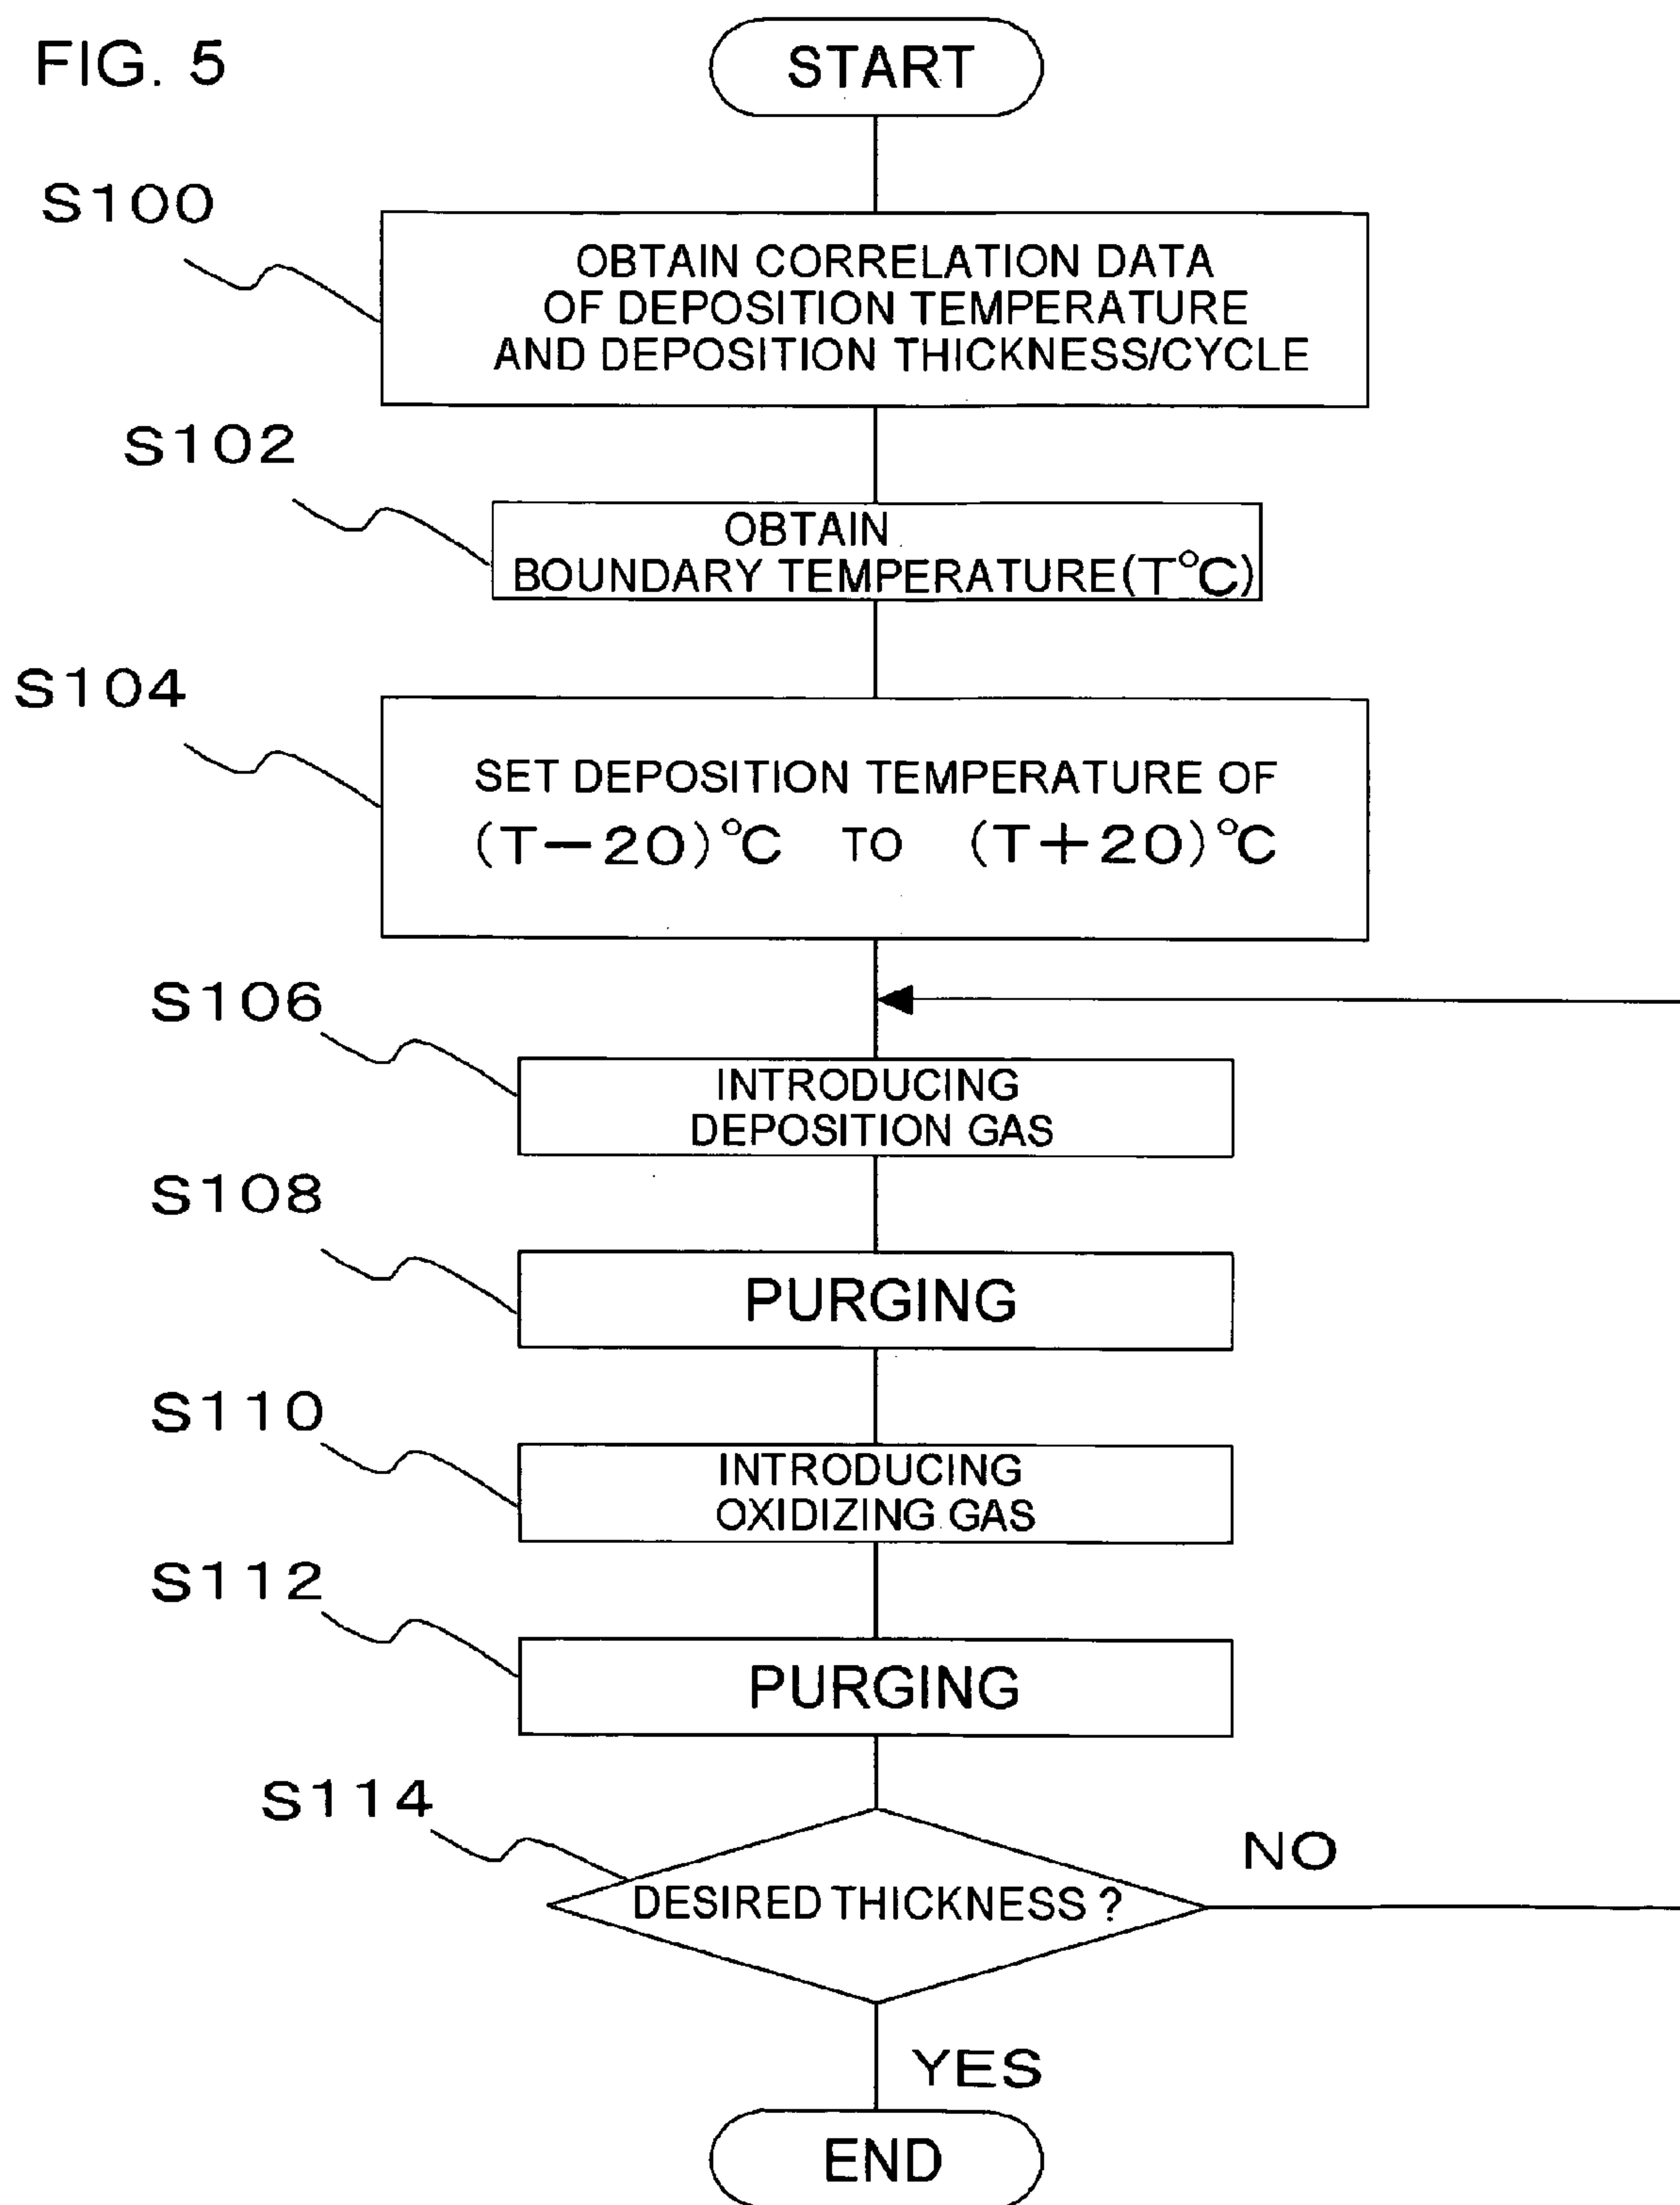 FIG. 5
START
S100
OBTAIN CORRELATION DATA
OF DEPOSITION TEMPERATURE
AND DEPOSITION THICKNESS/CYCLE
S102
OBTAIN
BOUNDARY TEMPERATURE(T°C)
S104
SET DEPOSITION TEMPERATURE OF
(T−20)°C TO (T+20)°C
S106
INTRODUCING
DEPOSITION GAS
S108
PURGING
S110
INTRODUCING
OXIDIZING GAS
S112
PURGING
S114
DESIRED THICKNESS ?
NO
YES
END